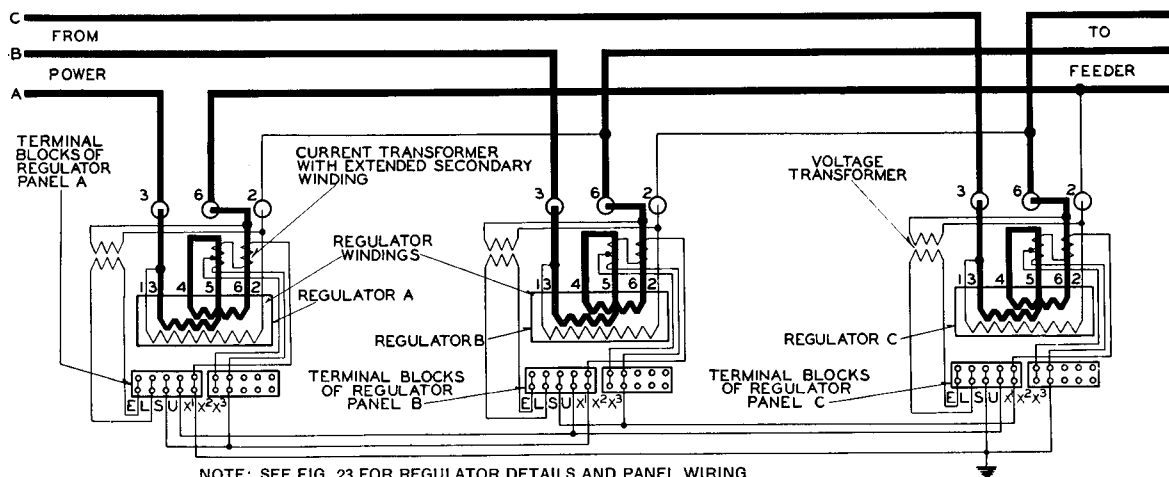 C
FROM
TO
B
POWER
FEEDER
A
TERMINAL
BLOCKS OF
REGULATOR
PANEL A
CURRENT TRANSFORMER
WITH EXTENDED SECONDARY
WINDING
VOLTAGE
TRANSFORMER
3 6 2
3 6 2
3 6 2
REGULATOR
WINDINGS
1 3 4 5 6 2
REGULATOR A
1 3 4 5 6 2
REGULATOR B
1 3 4 5 6 2
REGULATOR C
TERMINAL BLOCKS
OF REGULATOR
PANEL B
TERMINAL BLOCKS
OF REGULATOR
PANEL C
E L S U X¹ X² X³
E L S U X¹ X² X³
E L S U X¹ X² X³
NOTE: SEE FIG. 23 FOR REGULATOR DETAILS AND PANEL WIRING